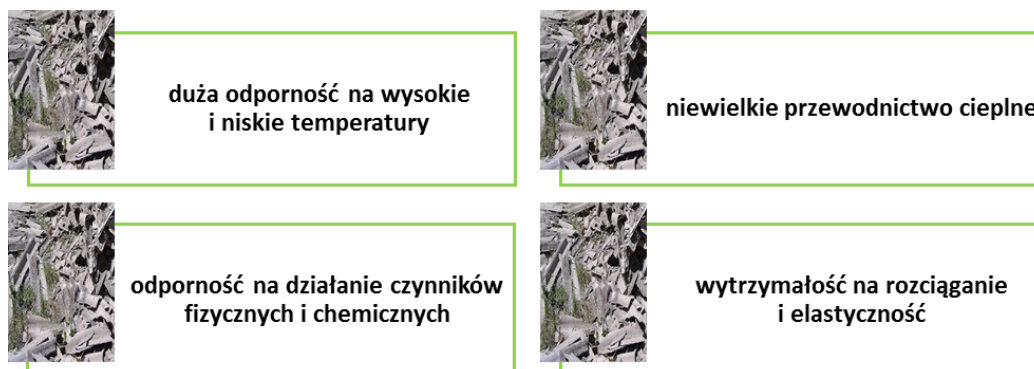 duża odporność na wysokie
i niskie temperatury
niewielkie przewodnictwo cieplne
odporność na działanie czynników
fizycznych i chemicznych
wytrzymałość na rozciąganie
i elastyczność